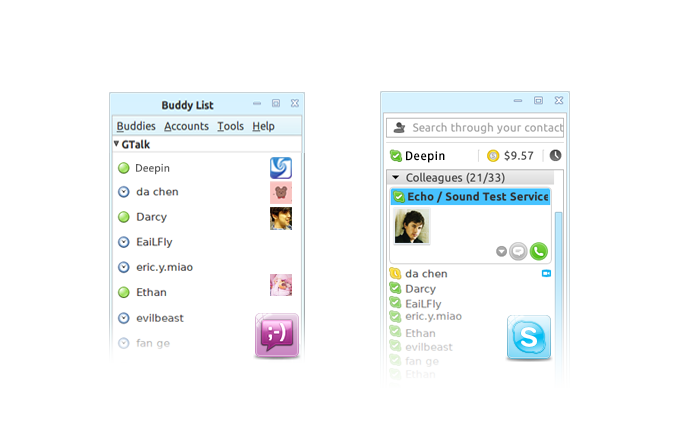 Buddy List
Buddies Accounts Tools Help
GTalk
Deepin
da chen
Darcy
EaiLFly
eric.y.miao
Ethan
evilbeast
fan ge
;-)
Search through your contact
Deepin $9.57
Colleagues (21/33)
Echo / Sound Test Service
da chen
Darcy
EaiLFly
eric.y.miao
Ethan
evilbeast
fan ge
Ethan
S